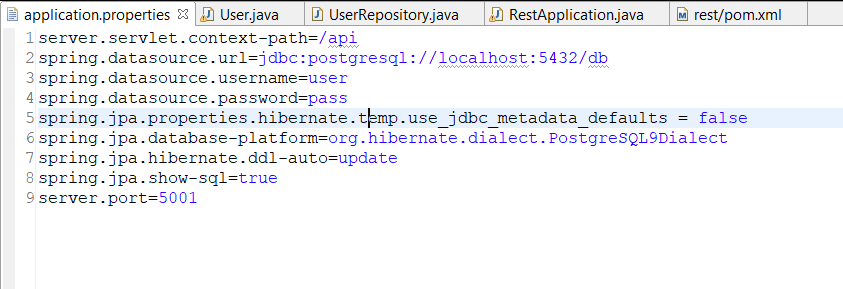 application.properties User.java UserRepository.java RestApplication.java rest/pom.xml
1 server.servlet.context-path=/api
2 spring.datasource.url=jdbc:postgresql://localhost:5432/db
3 spring.datasource.username=user
4 spring.datasource.password=pass
5 spring.jpa.properties.hibernate.temp.use_jdbc_metadata_defaults = false
6 spring.jpa.database-platform=org.hibernate.dialect.PostgreSQL9Dialect
7 spring.jpa.hibernate.ddl-auto=update
8 spring.jpa.show-sql=true
9 server.port=5001